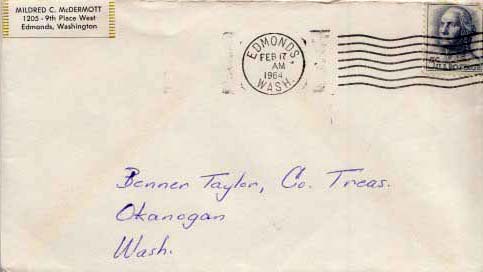 MILDRED C. McDERMOTT
1205 - 9th Place West
Edmonds, Washington
EDMONDS,
FEB 17
AM
1964
WASH.
Benner Taylor, Co. Treas.
Okanogan
Wash.